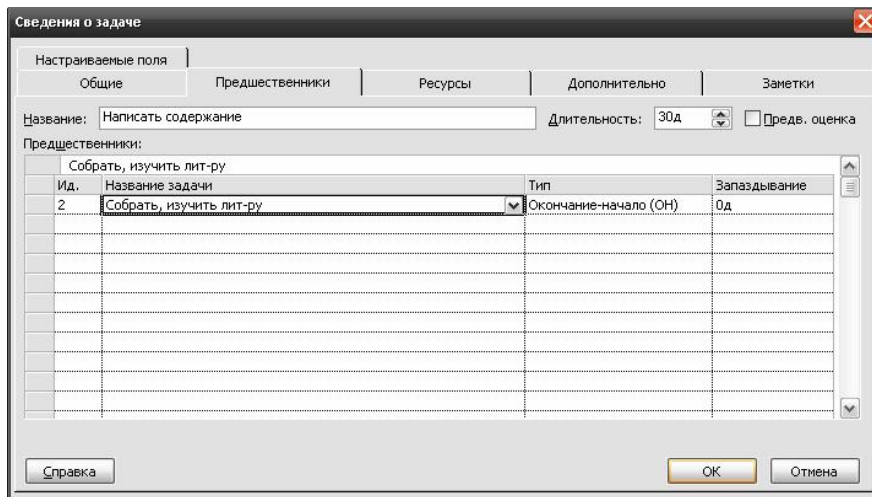 Сведения о задаче
Настраиваемые поля
Общие Предшественники Ресурсы Дополнительно Заметки
Название: Написать содержание Длительность: 30д Предв. оценка
Предшественники:
Собрать, изучить лит-ру
Ид. Название задачи Тип Запаздывание
2 Собрать, изучить лит-ру Окончание-начало (ОН) 0д
Справка ОК Отмена